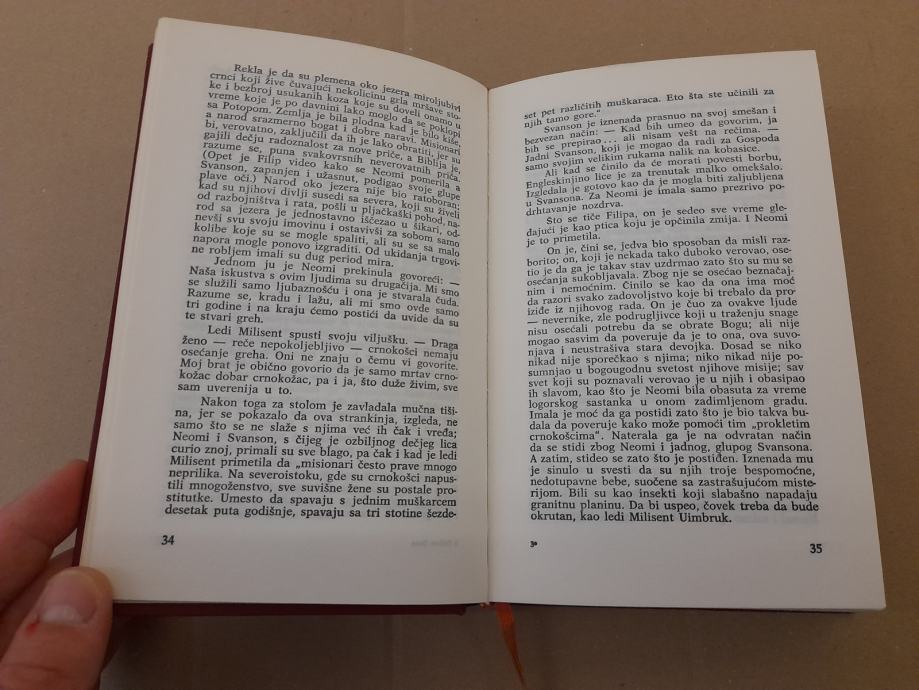 Rekla je da su plemena oko jezera miroljubivi
crnci koji žive čuvajući nekolicinu grla mršave sto-
ke i bezbroj usukanih koza koje su doveli onamo u
vreme koje je po davnini lako moglo da se poklopi
sa Potopom. Zemlja je bila plodna kad je bilo kiše,
a narod srazmerno bogat i dobre naravi. Misionari
bi, verovatno, zaključili da ih je lako obratiti, jer su
gajili dečju radoznalost za nove priče, a Biblija je,
razume se, puna svakovrsnih neverovatnih priča.
(Opet je Filip video kako se Neomi pomerila a
Svanson, zapanjen i užasnut, podigao svoje glupe
plave oči.) Narod oko jezera nije bio ratoboran;
kad su njihovi divlji susedi sa severa, koji su živeli
od razbojništva i rata, pošli u pljačkaški pohod, na-
rod sa jezera je jednostavno iščezao u šikari, od-
nevši svu svoju imovinu i ostavivši za sobom samo
kolibe koje su se mogle spaliti, ali su se sa malo
napora mogle ponovo izgraditi. Od ukidanja trgovi-
ne robljem imali su dug period mira.
Jednom ju je Neomi prekinula govoreći: —
Naša iskustva s ovim ljudima su drugačija. Mi smo
se služili samo ljubaznošću i ona je stvarala čuda.
Razume se, kradu i lažu, ali mi smo ovde samo
tri godine i na kraju ćemo postići da uvide da su
te stvari greh.
Ledi Milisent spusti svoju viljušku. — Draga
ženo — reče nepokoljebljivo — crnokošci nemaju
osećanje greha. Oni ne znaju o čemu vi govorite.
Moj brat je obično govorio da je samo mrtav crno-
kožac dobar crnokožac, pa i ja, što duže živim, sve
sam uverenija u to.
Nakon toga za stolom je zavladala mučna tiši-
na, jer se pokazalo da ova strankinja, izgleda, ne
samo što se ne slaže s njima već ih čak i vređa;
Neomi i Svanson, s čijeg je ozbiljnog dečjeg lica
curio znoj, primali su sve blago, pa čak i kad je ledi
Milisent primetila da „misionari često prave mnogo
neprilika. Na severoistoku, gde su crnokošci napus-
tili mnogoženstvo, sve suvišne žene su postale pro-
stitutke. Umesto da spavaju s jednim muškarcem
desetak puta godišnje, spavaju sa tri stotine šezde-
34
set pet različitih muškaraca. Eto šta ste učinili za
njih tamo gore.“
Svanson je iznenada prasnuo na svoj smešan i
bezvezan način: — Kad bih umeo da govorim, ja
bih se prepirao... ali nisam vešt na rečima. —
Jadni Svanson, koji je mogao da radi za Gospoda
samo svojim velikim rukama nalik na kobasice.
Ali kad se činilo da će morati povesti borbu,
Engleskinjino lice je za trenutak malo omekšalo.
Izgledala je gotovo kao da je mogla biti zaljubljena
u Svansona. Za Neomi je imala samo prezrivo po-
drhtavanje nozdrva.
Što se tiče Filipa, on je sedeo sve vreme gle-
dajući je kao ptica koju je opčinila zmija. I Neomi
je to primetila.
On je, čini se, jedva bio sposoban da misli raz-
borito; on, koji je nekada tako duboko verovao, ose-
tio je da ga je takav stav uzdrmao zato što su mu se
osećanja sukobljavala. Zbog nje se osećao beznačaj-
nim i nemoćnim. Činilo se kao da ona ima moć
da razori svako zadovoljstvo koje bi trebalo da pro-
iziđe iz njihovog rada. On je čuo za ovakve ljude
— nevernike, zle podrugljivce koji u traženju snage
nisu osećali potrebu da se obrate Bogu; ali nije
mogao sasvim da poveruje da je to ona, ova suvo-
njava i neustrašiva stara devojka. Dosad se niko
nikad nije sporečkao s njima; niko nikad nije po-
sumnjao u bogougodnu svetost njihove misije; sav
svet koji su poznavali verovao je u njih i obasipao
ih slavom, kao što je Neomi bila obasuta za vreme
logorskog sastanka u onom zadimljenom gradu.
Imala je moć da ga postidi zato što je bio takva bu-
dala da poveruje kako može pomoći tim „prokletim
crnokošcima“. Naterala ga je na odvratan način
da se stidi zbog Neomi i jadnog, glupog Svansona.
A zatim, stideo se zato što je postiđen. Iznenada mu
je sinulo u svesti da su njih troje bespomoćne,
nedotupavne bebe, suočene sa zastrašujućom miste-
rijom. Bili su kao insekti koji slabašno napadaju
granitnu planinu. Da bi uspeo, čovek treba da bude
okrutan, kao ledi Milisent Uimbruk.
3*
35